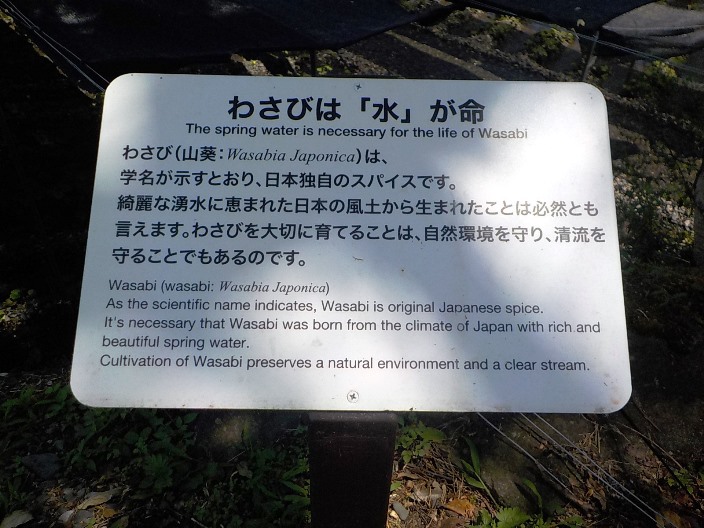 わさびは「水」が命
The spring water is necessary for the life of Wasabi
わさび(山葵：Wasabia Japonica)は、
学名が示すとおり、日本独自のスパイスです。
綺麗な湧水に恵まれた日本の風土から生まれたことは必然とも
言えます。わさびを大切に育てることは、自然環境を守り、清流を
守ることでもあるのです。
Wasabi (wasabi: Wasabia Japonica)
As the scientific name indicates, Wasabi is original Japanese spice.
It's necessary that Wasabi was born from the climate of Japan with rich and
beautiful spring water.
Cultivation of Wasabi preserves a natural environment and a clear stream.